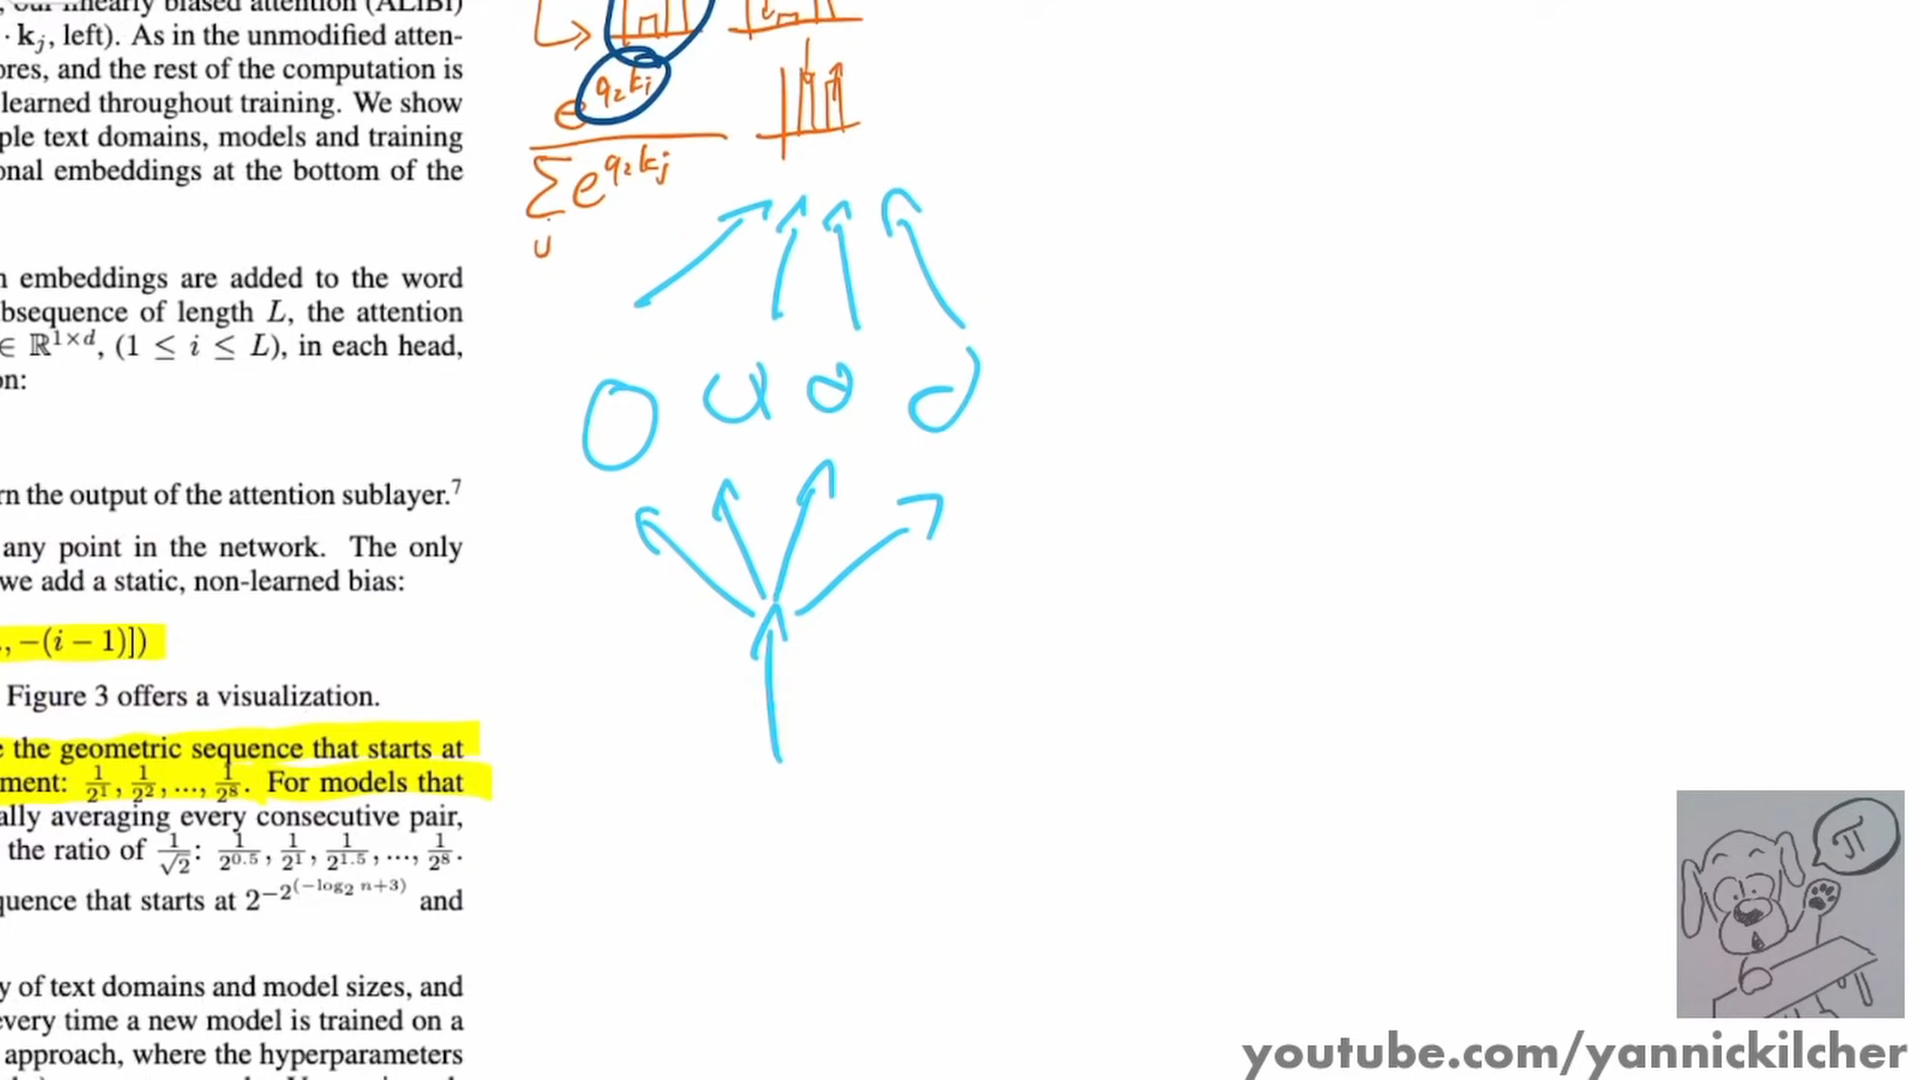 our linearly biased attention (ALiBi)
· kⱼ, left). As in the unmodified atten-
ores, and the rest of the computation is
learned throughout training. We show
ple text domains, models and training
onal embeddings at the bottom of the
n embeddings are added to the word
bsequence of length L, the attention
∈ ℝ^{1×d}, (1 ≤ i ≤ L), in each head,
on:
rn the output of the attention sublayer.⁷
any point in the network. The only
we add a static, non-learned bias:
., −(i − 1)])
Figure 3 offers a visualization.
e the geometric sequence that starts at
ment: 1/2^1, 1/2^2, ..., 1/2^8. For models that
ally averaging every consecutive pair,
the ratio of 1/√2: 1/2^0.5, 1/2^1, 1/2^1.5, ..., 1/2^8.
quence that starts at 2^{−2^{(−log₂ n+3)}} and
y of text domains and model sizes, and
every time a new model is trained on a
approach, where the hyperparameters
e^{q₂kᵢ}
∑ e^{q₂kⱼ}
π
youtube.com/yannickilcher